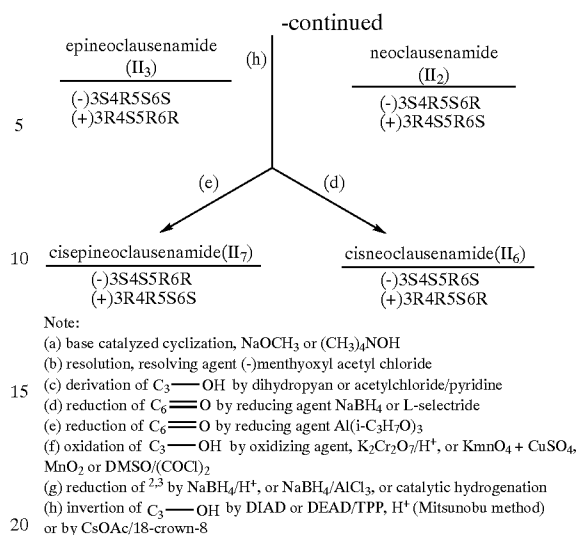 -continued
epineoclausenamide
(II₃)
(h)
neoclausenamide
(II₂)
(-)3S4R5S6S
(+)3R4S5R6R
(-)3S4R5S6R
(+)3R4S5R6S
5
(e)
(d)
10
cisepineoclausenamide(II₇)
cisneoclausenamide(II₆)
(-)3S4S5R6R
(+)3R4R5S6S
(-)3S4S5R6S
(+)3R4R5S6R
Note:
(a) base catalyzed cyclization, NaOCH₃ or (CH₃)₄NOH
(b) resolution, resolving agent (-)menthyoxyl acetyl chloride
15
(c) derivation of C₃—OH by dihydropyan or acetylchloride/pyridine
(d) reduction of C₆=O by reducing agent NaBH₄ or L-selectride
(e) reduction of C₆=O by reducing agent Al(i-C₃H₇O)₃
(f) oxidation of C₃—OH by oxidizing agent, K₂Cr₂O₇/H⁺, or KmnO₄ + CuSO₄,
MnO₂ or DMSO/(COCl)₂
(g) reduction of ²,³ by NaBH₄/H⁺, or NaBH₄/AlCl₃, or catalytic hydrogenation
(h) invertion of C₃—OH by DIAD or DEAD/TPP, H⁺ (Mitsunobu method)
20
or by CsOAc/18-crown-8